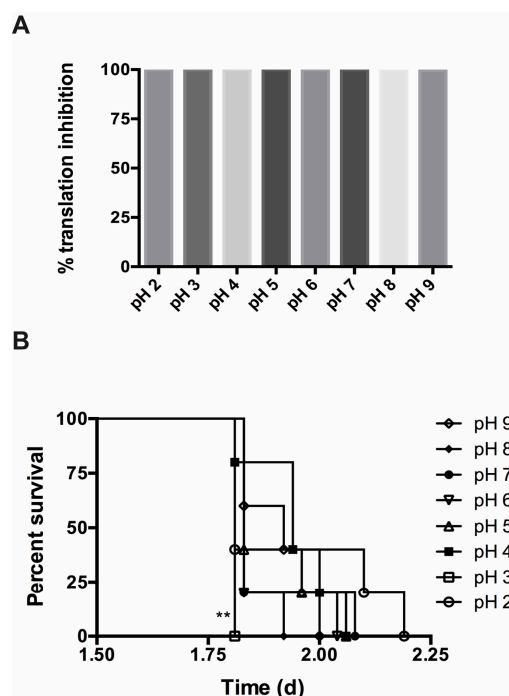 A
% translation inhibition
100
75
50
25
0
pH 2
pH 3
pH 4
pH 5
pH 6
pH 7
pH 8
pH 9
B
Percent survival
100
75
50
25
0
**
1.50
1.75
2.00
2.25
Time (d)
pH 9
pH 8
pH 7
pH 6
pH 5
pH 4
pH 3
pH 2